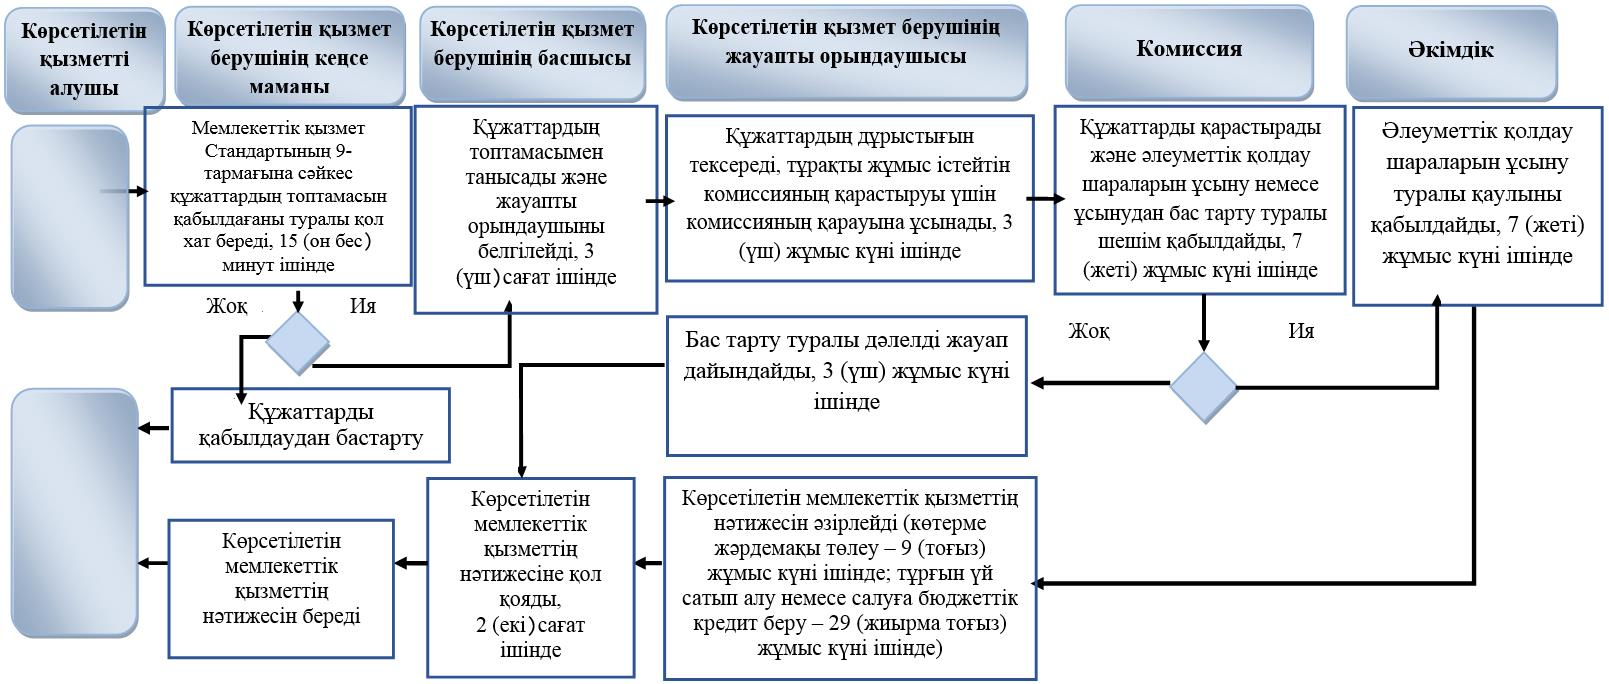 Көрсетілетін
қызметті
алушы
Көрсетілетін қызмет
берушінің кеңсе
маманы
Көрсетілетін қызмет
берушінің басшысы
Көрсетілетін қызмет берушінің
жауапты орындаушысы
Комиссия
Әкімдік
Мемлекеттік қызмет
Стандартының 9-
тармағына сәйкес
құжаттардың топтамасын
қабылдағаны туралы қол
хат береді, 15 (он бес)
минут ішінде
Құжаттардың
топтамасымен
танысады және
жауапты
орындаушыны
белгілейді, 3
(үш) сағат ішінде
Құжаттардың дұрыстығын
тексереді, тұрақты жұмыс істейтін
комиссияның қарастыруы үшін
комиссияның қарауына ұсынады, 3
(үш) жұмыс күні ішінде
Құжаттарды қарастырады
және әлеуметтік қолдау
шараларын ұсыну немесе
ұсынудан бас тарту туралы
шешім қабылдайды, 7
(жеті) жұмыс күні ішінде
Әлеуметтік қолдау
шараларын ұсыну
туралы қаулыны
қабылдайды, 7 (жеті)
жұмыс күні ішінде
Жоқ
Ия
Жоқ
Ия
Бас тарту туралы дәлелді жауап
дайындайды, 3 (үш) жұмыс күні
ішінде
Құжаттарды
қабылдаудан бастарту
Көрсетілетін
мемлекеттік
қызметтің
нәтижесін береді
Көрсетілетін
мемлекеттік
қызметтің
нәтижесіне қол
қояды,
2 (екі) сағат
ішінде
Көрсетілетін мемлекеттік қызметтің
нәтижесін әзірлейді (көтерме
жәрдемақы төлеу – 9 (тоғыз)
жұмыс күні ішінде; тұрғын үй
сатып алу немесе салуға бюджеттік
кредит беру – 29 (жиырма тоғыз)
жұмыс күні ішінде)